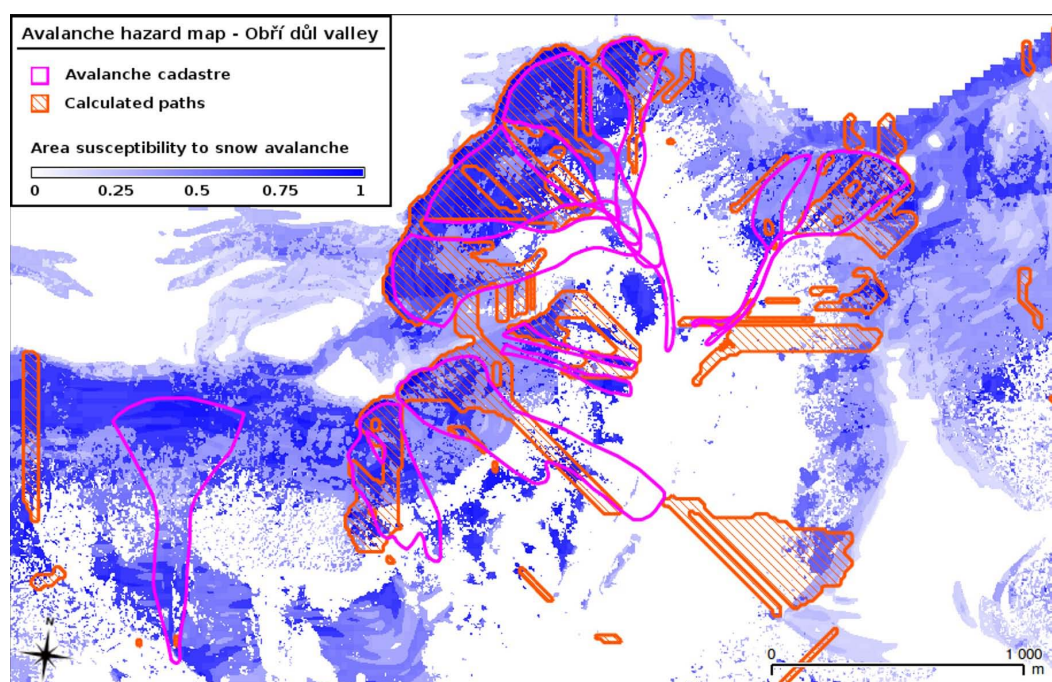 Avalanche hazard map - Obří důl valley
Avalanche cadastre
Calculated paths
Area susceptibility to snow avalanche
0 0.25 0.5 0.75 1
N
0 1 000
m